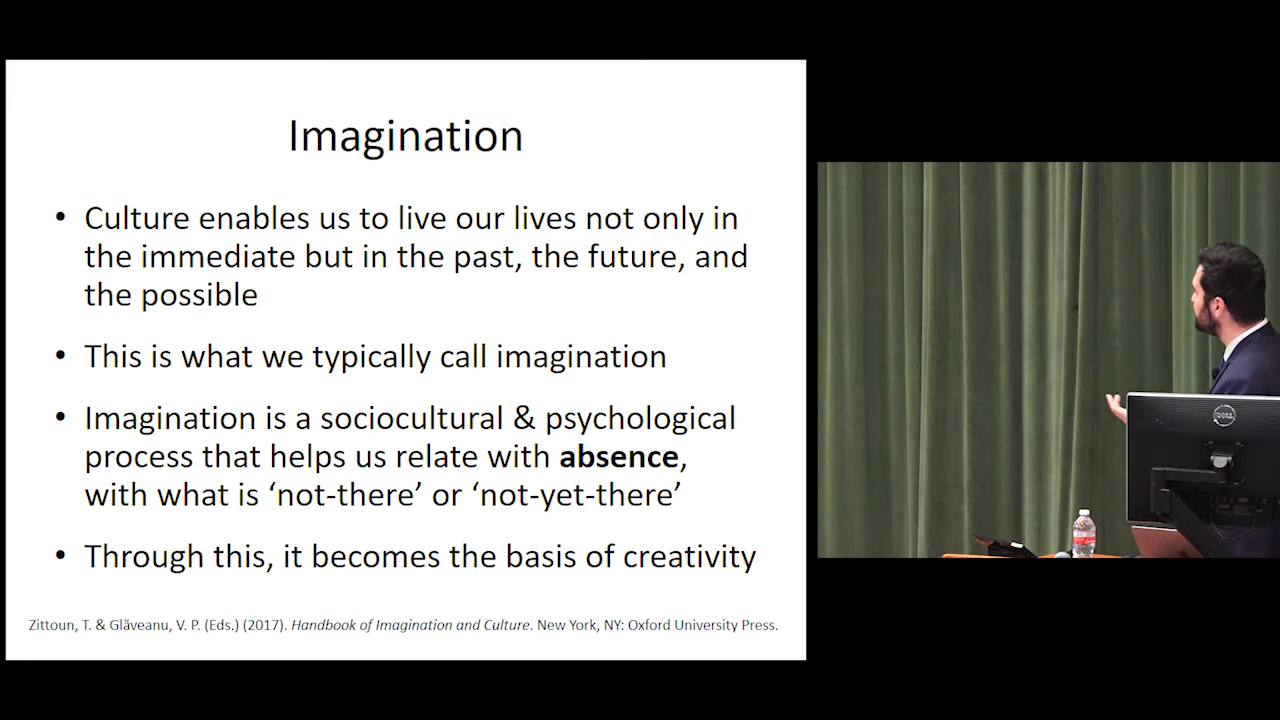 Imagination
• Culture enables us to live our lives not only in
the immediate but in the past, the future, and
the possible
• This is what we typically call imagination
• Imagination is a sociocultural & psychological
process that helps us relate with absence,
with what is ‘not-there’ or ‘not-yet-there’
• Through this, it becomes the basis of creativity
Zittoun, T. & Glăveanu, V. P. (Eds.) (2017). Handbook of Imagination and Culture. New York, NY: Oxford University Press.
DELL